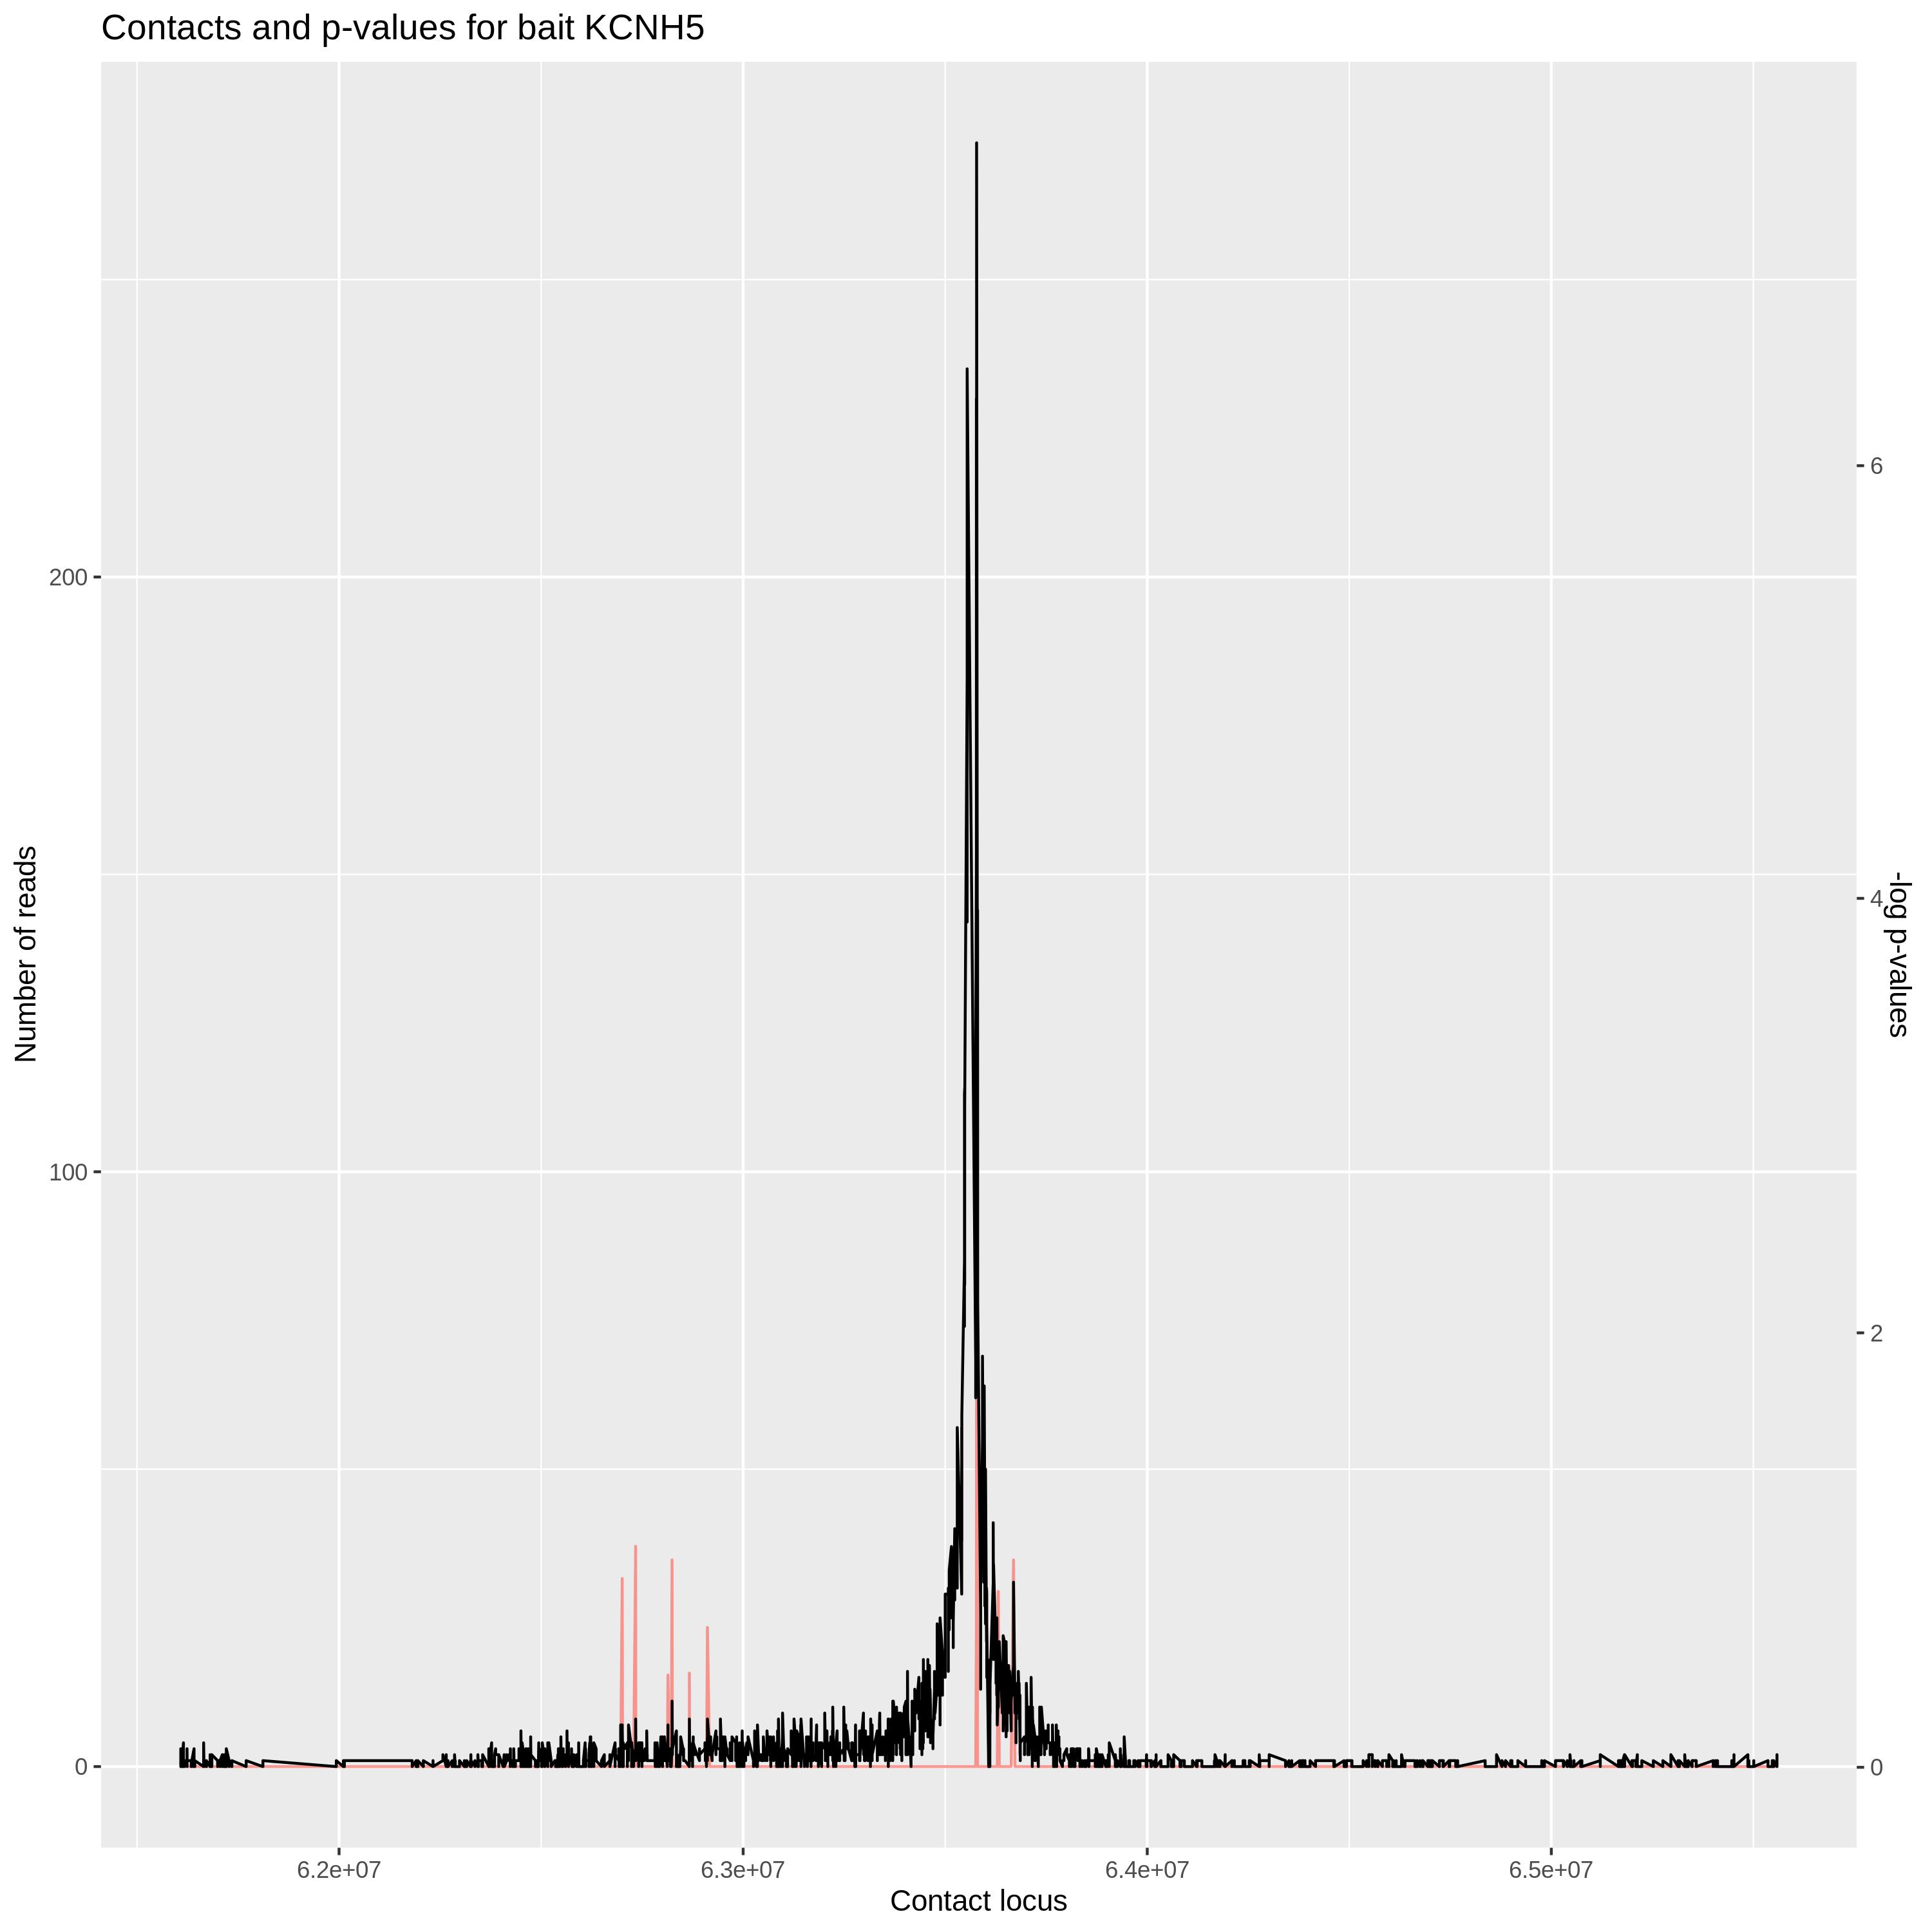 Contacts and p-values for bait KCNH5
Number of reads
200
100
0
6
4
2
0
-log p-values
6.2e+07
6.3e+07
6.4e+07
6.5e+07
Contact locus